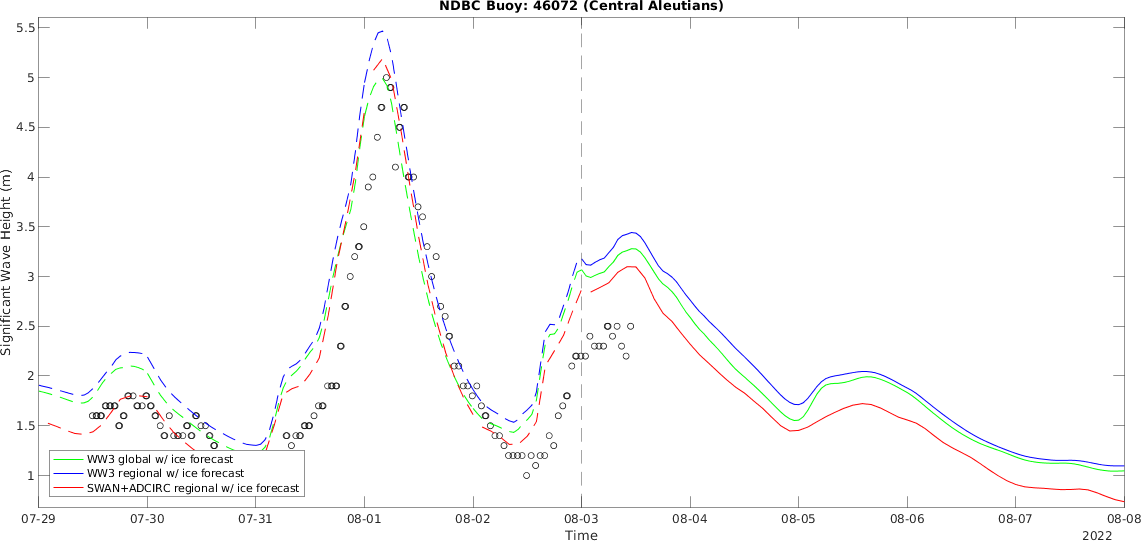 NDBC Buoy: 46072 (Central Aleutians)
5.5
5
4.5
4
3.5
3
2.5
2
1.5
1
Significant Wave Height (m)
WW3 global w/ ice forecast
WW3 regional w/ ice forecast
SWAN+ADCIRC regional w/ ice forecast
07-29 07-30 07-31 08-01 08-02 08-03 08-04 08-05 08-06 08-07 08-08
Time
2022